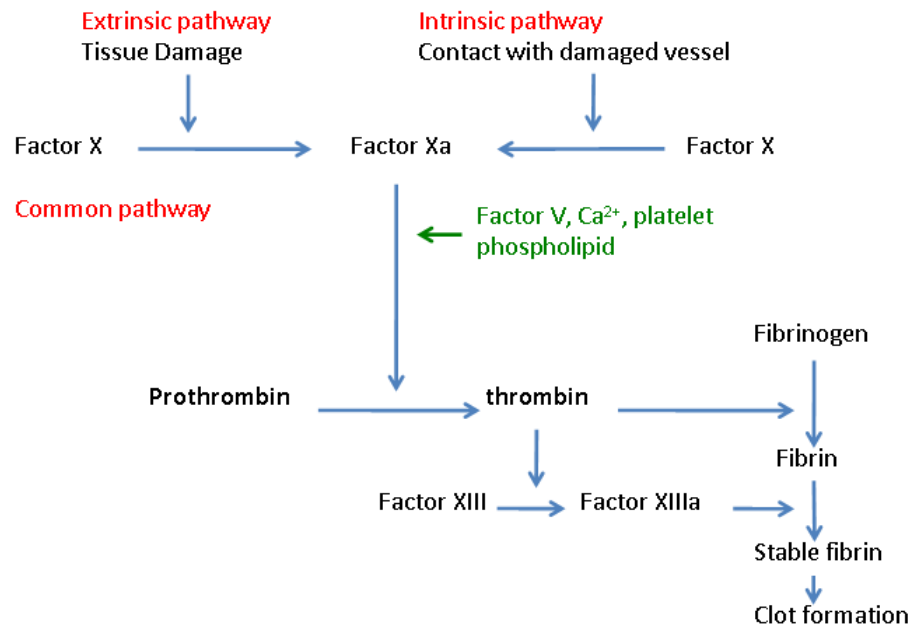 Extrinsic pathway
Tissue Damage
Intrinsic pathway
Contact with damaged vessel
Factor X
Factor Xa
Factor X
Common pathway
Factor V, Ca²⁺, platelet
phospholipid
Fibrinogen
Prothrombin
thrombin
Fibrin
Factor XIII
Factor XIIIa
Stable fibrin
Clot formation